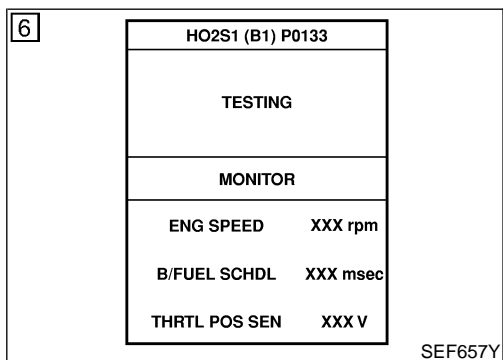 6
HO2S1 (B1) P0133
TESTING
MONITOR
ENG SPEED XXX rpm
B/FUEL SCHDL XXX msec
THRTL POS SEN XXX V
SEF657Y